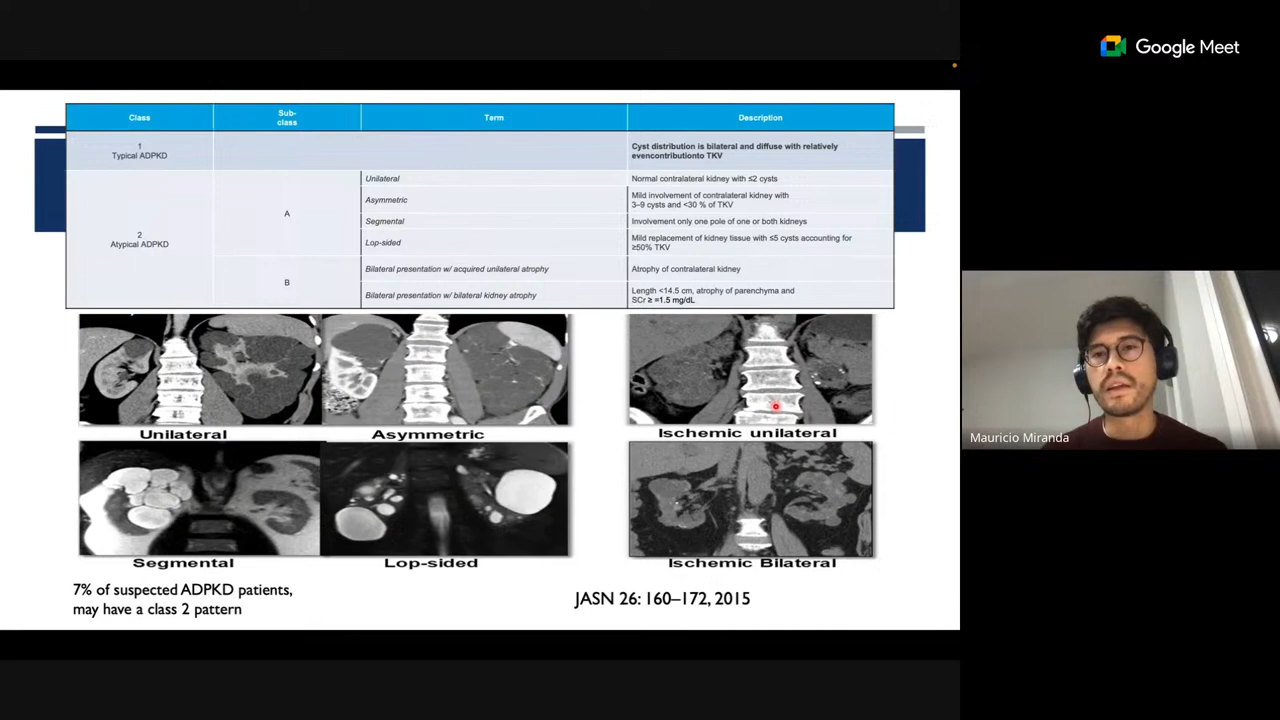 Google Meet
Class
Sub-
class
Term
Description
1
Typical ADPKD
Cyst distribution is bilateral and diffuse with relatively
evencontributionto TKV
2
Atypical ADPKD
A
Unilateral
Normal contralateral kidney with ≤2 cysts
Asymmetric
Mild involvement of contralateral kidney with
3–9 cysts and <30 % of TKV
Segmental
Involvement only one pole of one or both kidneys
Lop-sided
Mild replacement of kidney tissue with ≤5 cysts accounting for
≥50% TKV
B
Bilateral presentation w/ acquired unilateral atrophy
Atrophy of contralateral kidney
Bilateral presentation w/ bilateral kidney atrophy
Length <14.5 cm, atrophy of parenchyma and
SCr ≥ =1.5 mg/dL
Unilateral
Asymmetric
Ischemic unilateral
Segmental
Lop-sided
Ischemic Bilateral
7% of suspected ADPKD patients,
may have a class 2 pattern
JASN 26: 160–172, 2015
Mauricio Miranda